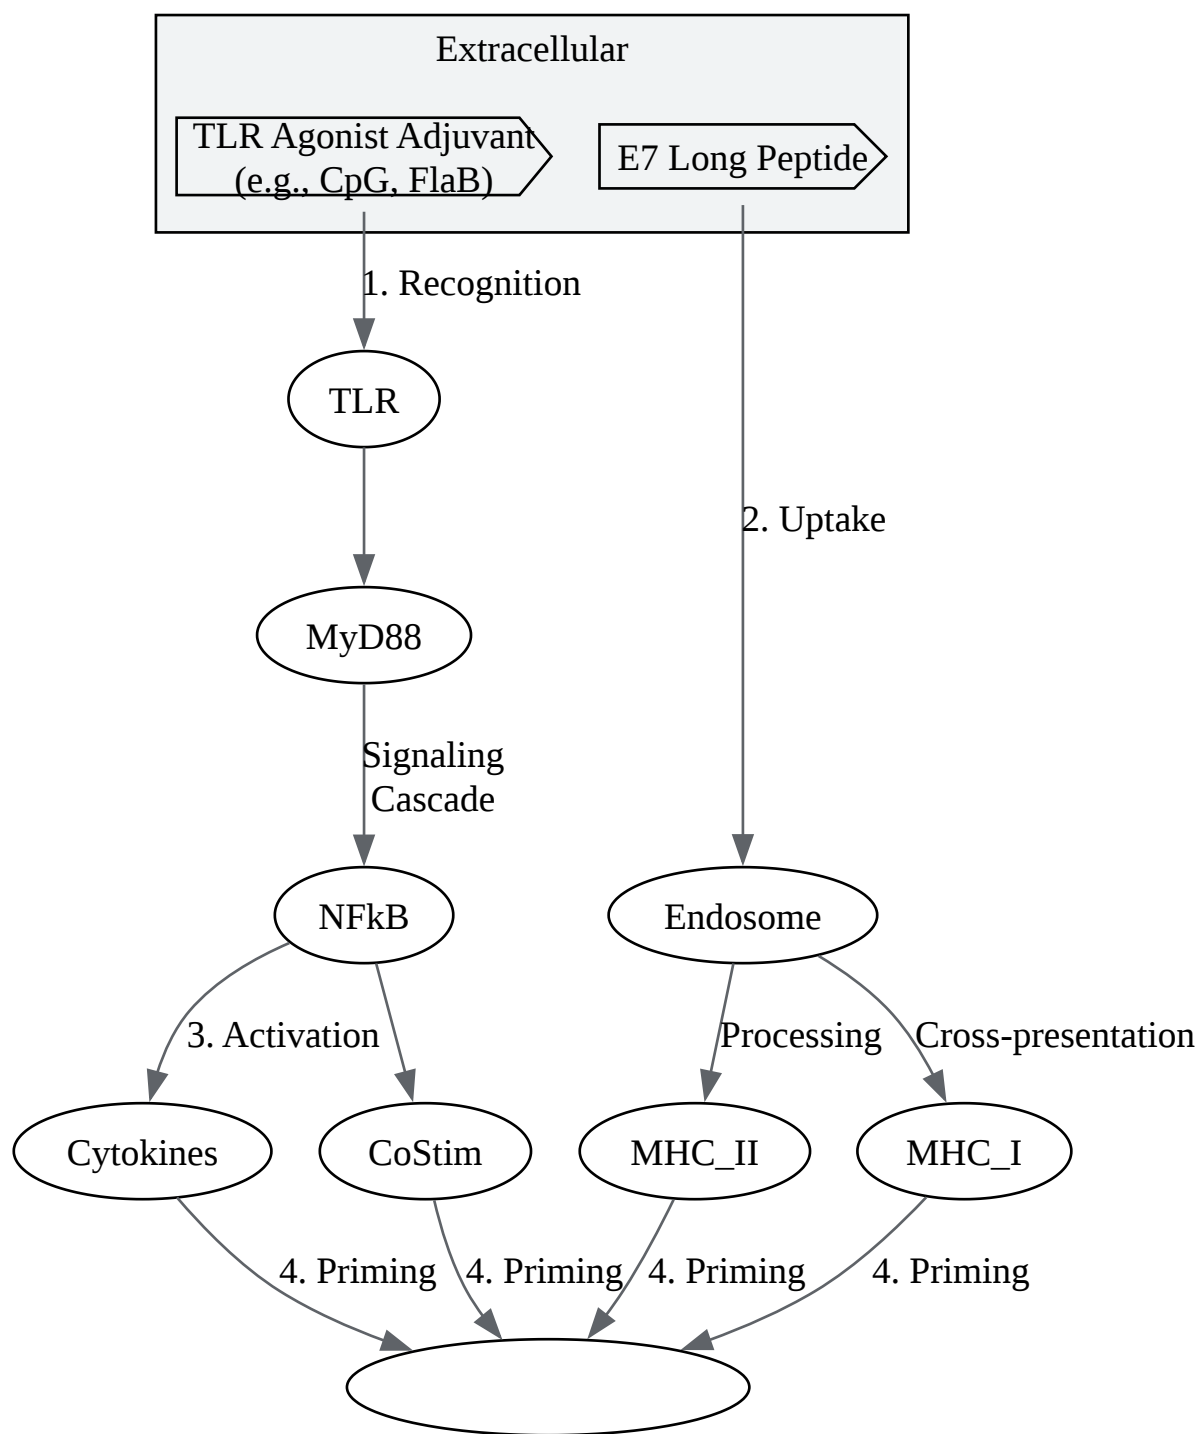 Extracellular
TLR Agonist Adjuvant
(e.g., CpG, FlaB)
E7 Long Peptide
1. Recognition
TLR
2. Uptake
MyD88
Signaling
Cascade
NFkB
Endosome
3. Activation
Processing
Cross-presentation
Cytokines
CoStim
MHC_II
MHC_I
4. Priming
4. Priming
4. Priming
4. Priming